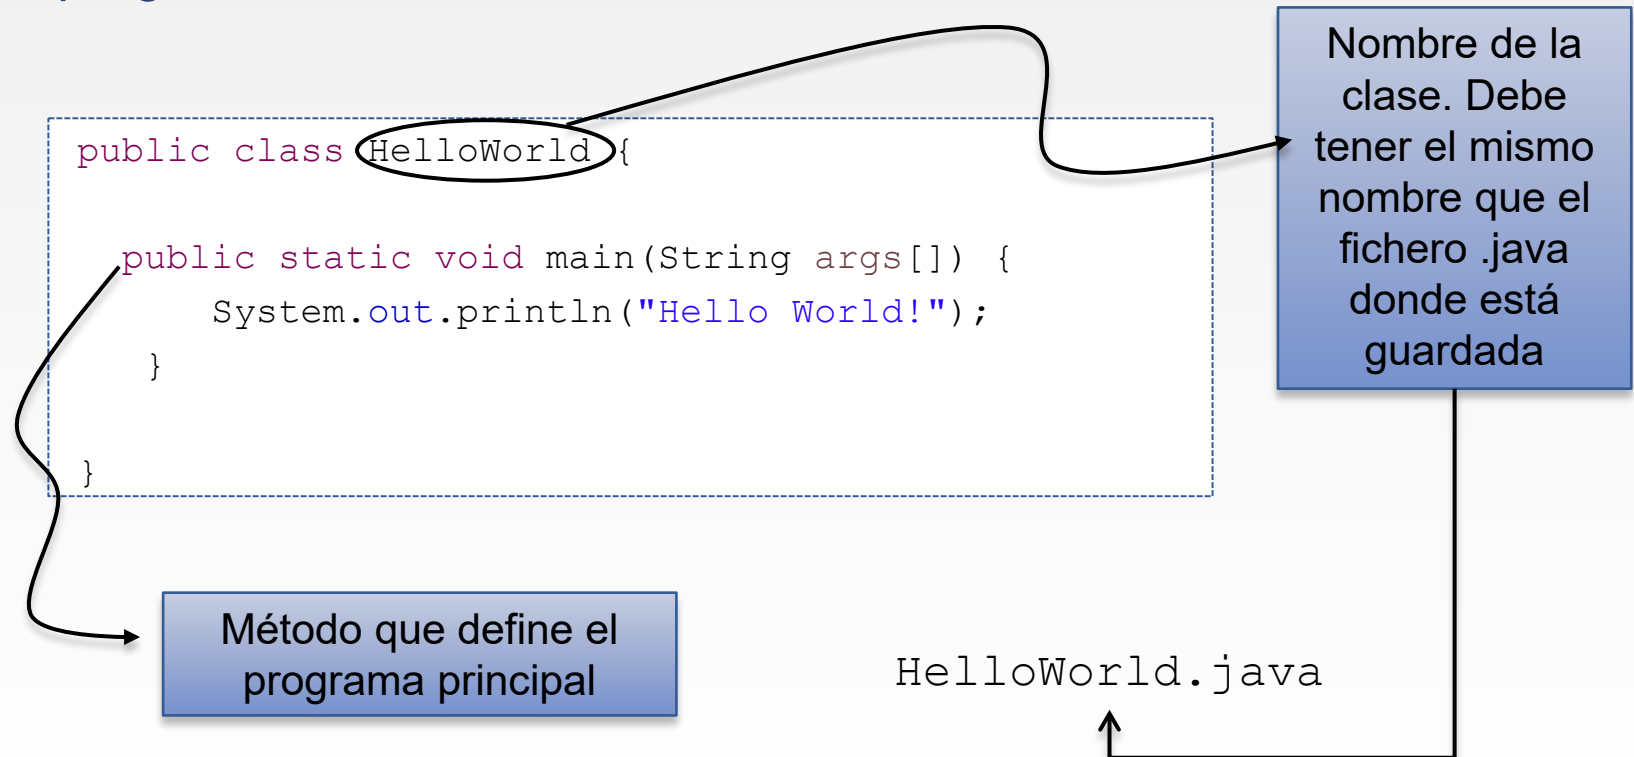 Nombre de la
clase. Debe
tener el mismo
nombre que el
fichero .java
donde está
guardada
public class HelloWorld {
public static void main(String args[]) {
System.out.println("Hello World!");
}
}
Método que define el
programa principal
HelloWorld.java